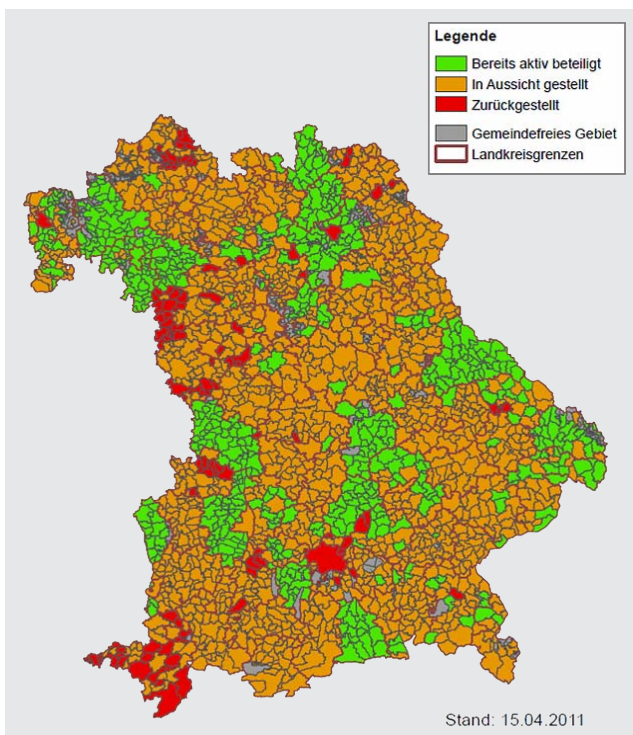 Legende
Bereits aktiv beteiligt
In Aussicht gestellt
Zurückgestellt
Gemeindefreies Gebiet
Landkreisgrenzen
Stand: 15.04.2011